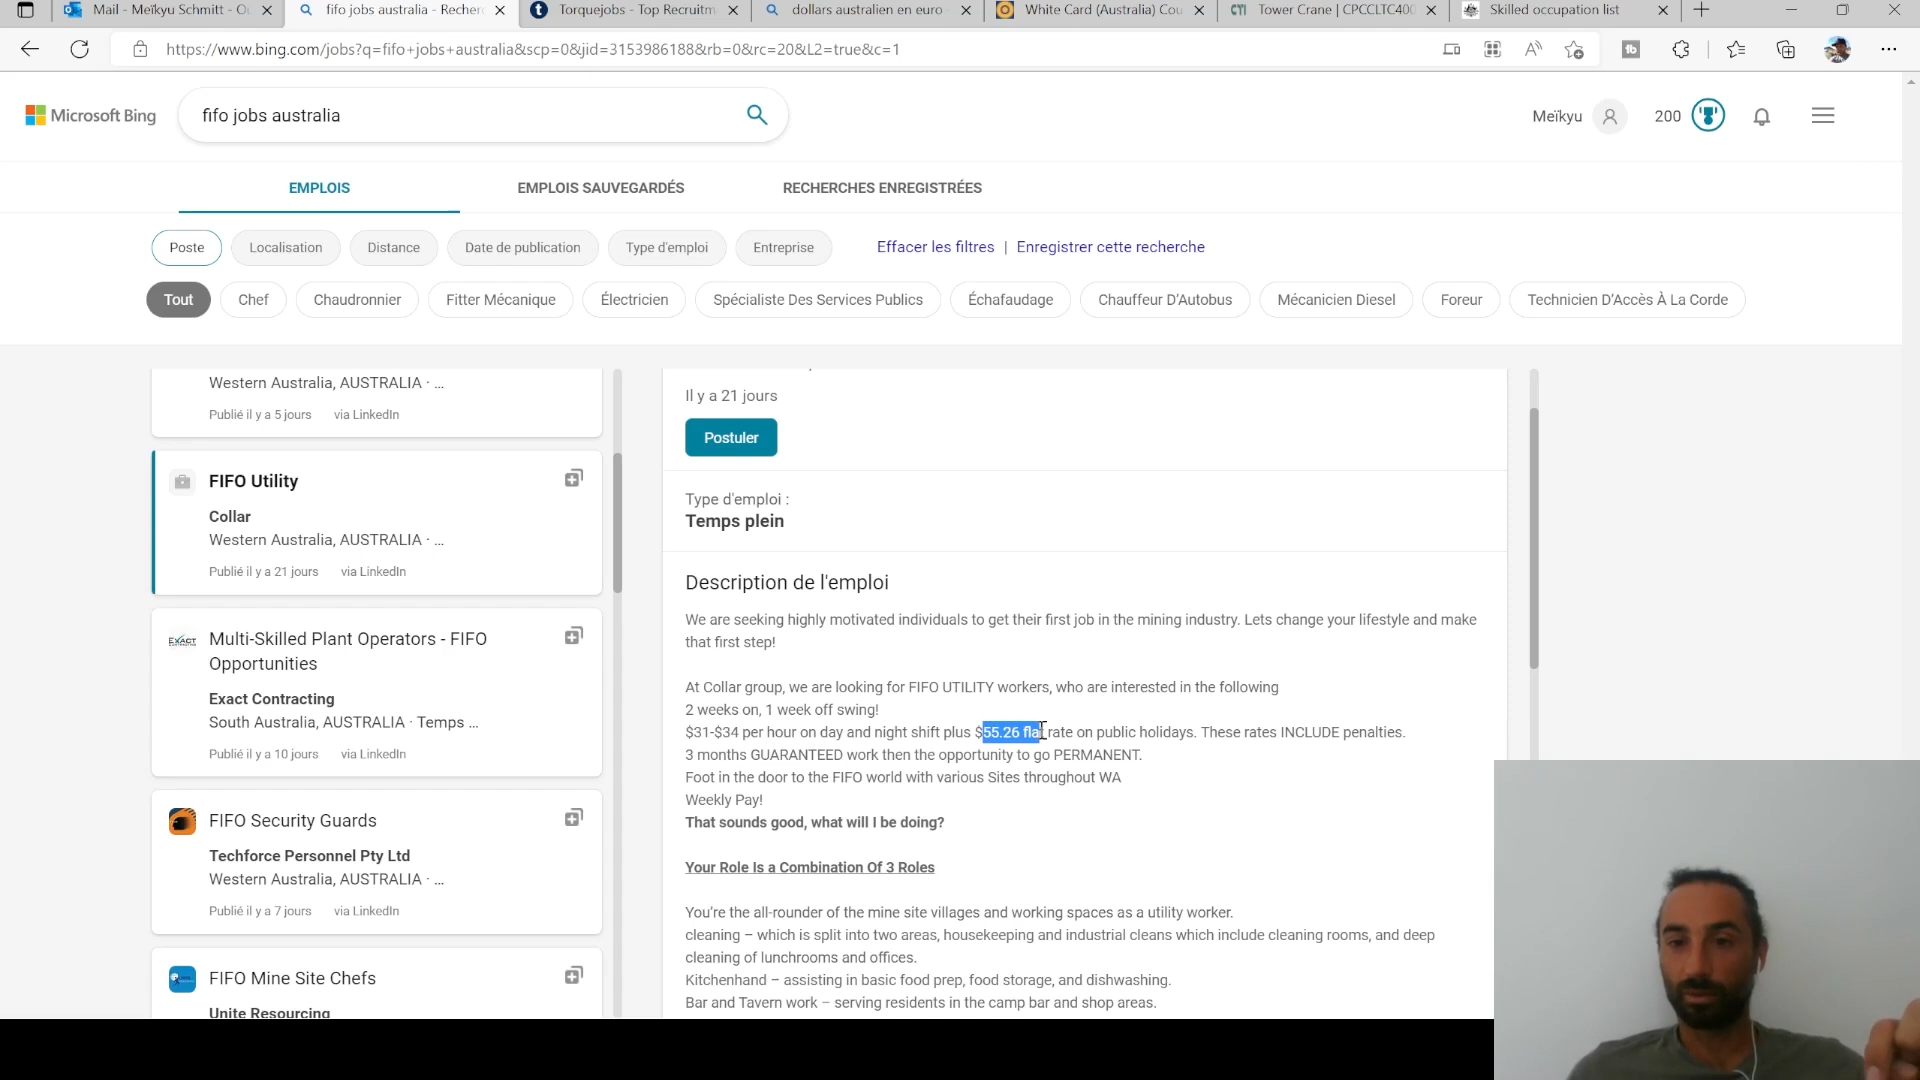 Mail - Meïkyu Schmitt - Ou
fifo jobs australia - Recher
Torquejobs - Top Recruitm
dollars australien en euro
White Card (Australia) Cou
CTI
Tower Crane | CPCCLTC400
Skilled occupation list
https://www.bing.com/jobs?q=fifo+jobs+australia&scp=0&jid=3153986188&rb=0&rc=20&L2=true&c=1
Microsoft Bing
fifo jobs australia
Meïkyu
200
EMPLOIS
EMPLOIS SAUVEGARDÉS
RECHERCHES ENREGISTRÉES
Poste
Localisation
Distance
Date de publication
Type d'emploi
Entreprise
Effacer les filtres | Enregistrer cette recherche
Tout
Chef
Chaudronnier
Fitter Mécanique
Électricien
Spécialiste Des Services Publics
Échafaudage
Chauffeur D'Autobus
Mécanicien Diesel
Foreur
Technicien D'Accès À La Corde
Western Australia, AUSTRALIA · ...
Publié il y a 5 jours via LinkedIn
FIFO Utility
Collar
Western Australia, AUSTRALIA · ...
Publié il y a 21 jours via LinkedIn
EXACT
Multi-Skilled Plant Operators - FIFO
Opportunities
Exact Contracting
South Australia, AUSTRALIA · Temps ...
Publié il y a 10 jours via LinkedIn
FIFO Security Guards
Techforce Personnel Pty Ltd
Western Australia, AUSTRALIA · ...
Publié il y a 7 jours via LinkedIn
FIFO Mine Site Chefs
Unite Resourcing
Il y a 21 jours
Postuler
Type d'emploi :
Temps plein
Description de l'emploi
We are seeking highly motivated individuals to get their first job in the mining industry. Lets change your lifestyle and make
that first step!
At Collar group, we are looking for FIFO UTILITY workers, who are interested in the following
2 weeks on, 1 week off swing!
$31-$34 per hour on day and night shift plus $55.26 flat rate on public holidays. These rates INCLUDE penalties.
3 months GUARANTEED work then the opportunity to go PERMANENT.
Foot in the door to the FIFO world with various Sites throughout WA
Weekly Pay!
That sounds good, what will I be doing?
Your Role Is a Combination Of 3 Roles
You're the all-rounder of the mine site villages and working spaces as a utility worker.
cleaning – which is split into two areas, housekeeping and industrial cleans which include cleaning rooms, and deep
cleaning of lunchrooms and offices.
Kitchenhand – assisting in basic food prep, food storage, and dishwashing.
Bar and Tavern work – serving residents in the camp bar and shop areas.